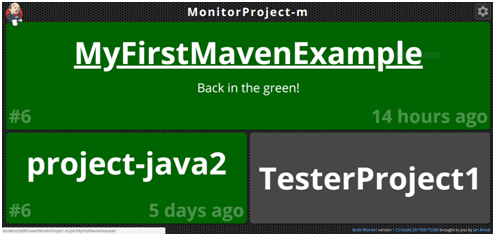 MonitorProject-m
MyFirstMavenExample
Back in the green!
#6
14 hours ago
project-java2
#6
5 days ago
TesterProject1